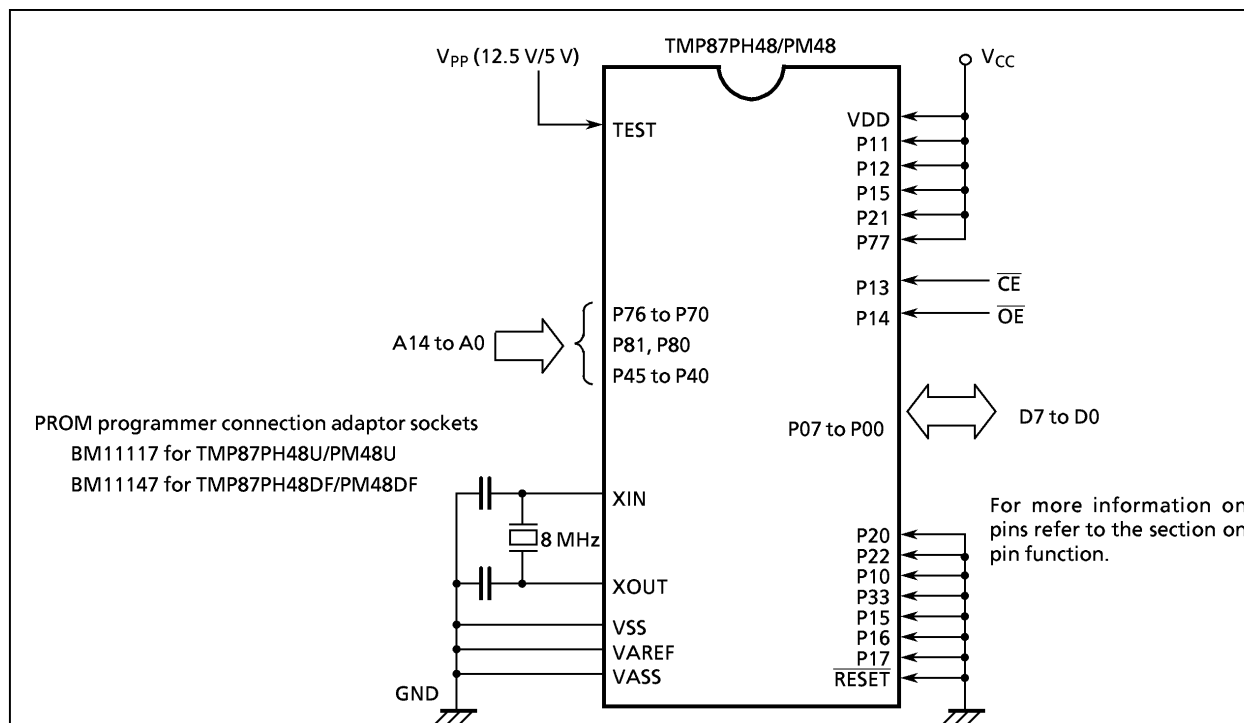 TMP87PH48/PM48
VPP (12.5 V/5 V)
VCC
TEST
VDD
P11
P12
P15
P21
P77
P13
CE
P14
OE
A14 to A0
P76 to P70
P81, P80
P45 to P40
P07 to P00
D7 to D0
PROM programmer connection adaptor sockets
BM11117 for TMP87PH48U/PM48U
BM11147 for TMP87PH48DF/PM48DF
XIN
8 MHz
XOUT
VSS
VAREF
VASS
GND
For more information on
pins refer to the section on
pin function.
P20
P22
P10
P33
P15
P16
P17
RESET